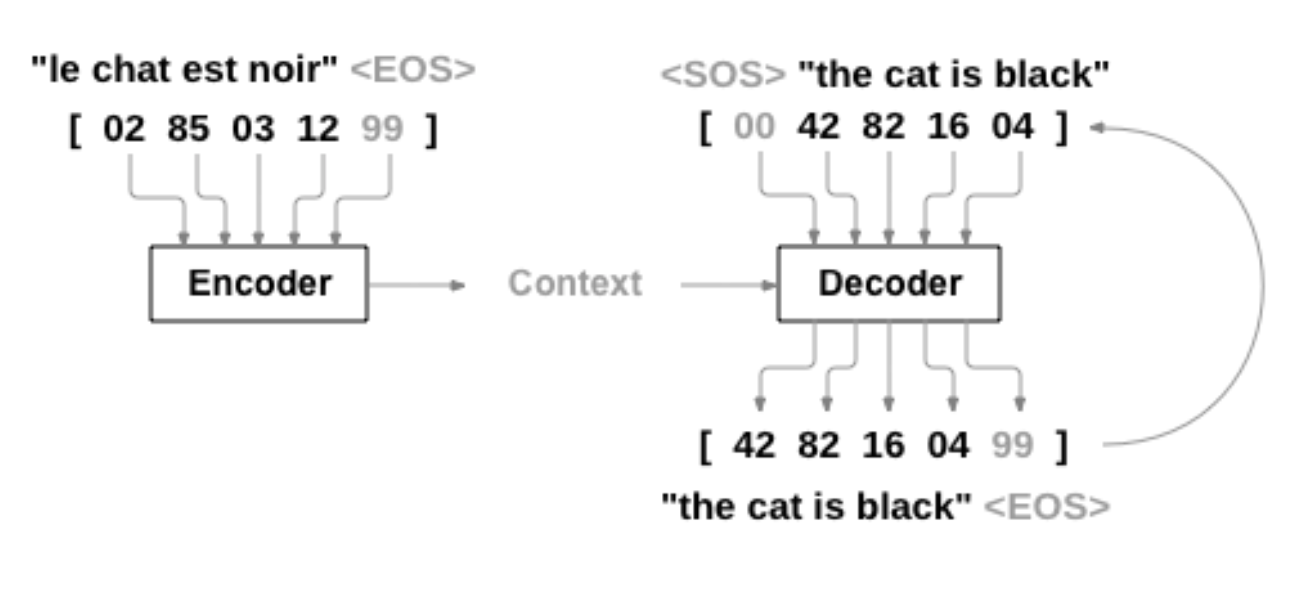 "le chat est noir" <EOS>
[ 02 85 03 12 99 ]
Encoder
Context
<SOS> "the cat is black"
[ 00 42 82 16 04 ]
Decoder
[ 42 82 16 04 99 ]
"the cat is black" <EOS>